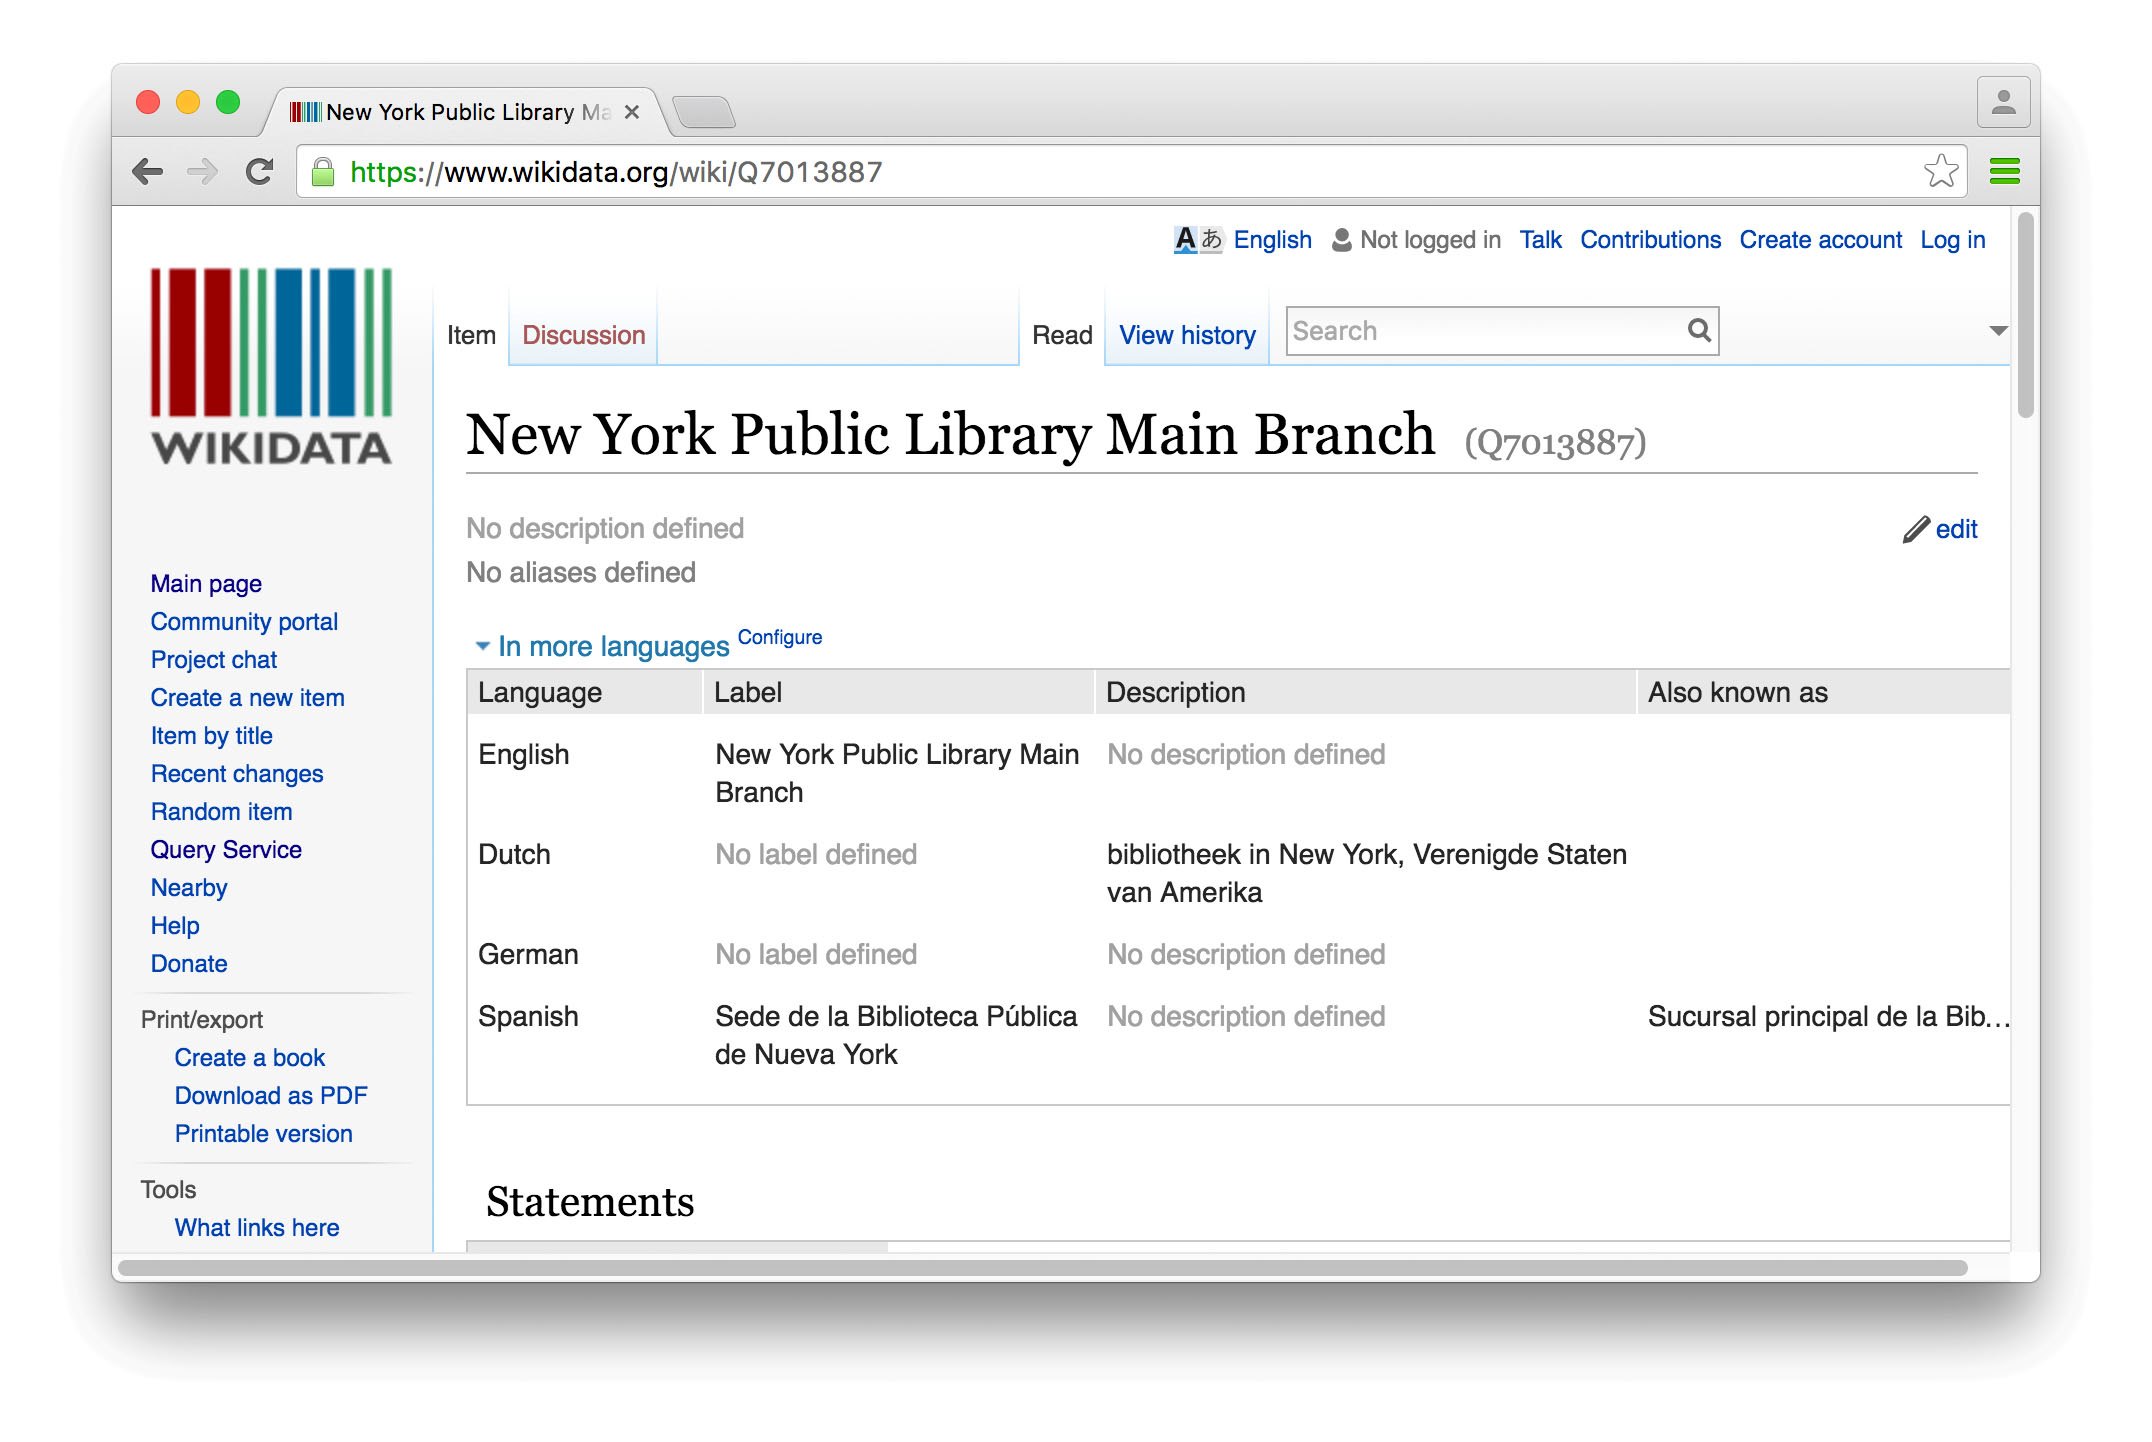 New York Public Library Ma
https://www.wikidata.org/wiki/Q7013887
A あ English Not logged in Talk Contributions Create account Log in
WIKIDATA
Item Discussion Read View history Search
New York Public Library Main Branch (Q7013887)
No description defined
edit
No aliases defined
In more languages Configure
Language Label Description Also known as
English New York Public Library Main No description defined
Branch
Dutch No label defined bibliotheek in New York, Verenigde Staten
van Amerika
German No label defined No description defined
Spanish Sede de la Biblioteca Pública No description defined Sucursal principal de la Bib...
de Nueva York
Statements
Main page
Community portal
Project chat
Create a new item
Item by title
Recent changes
Random item
Query Service
Nearby
Help
Donate
Print/export
Create a book
Download as PDF
Printable version
Tools
What links here